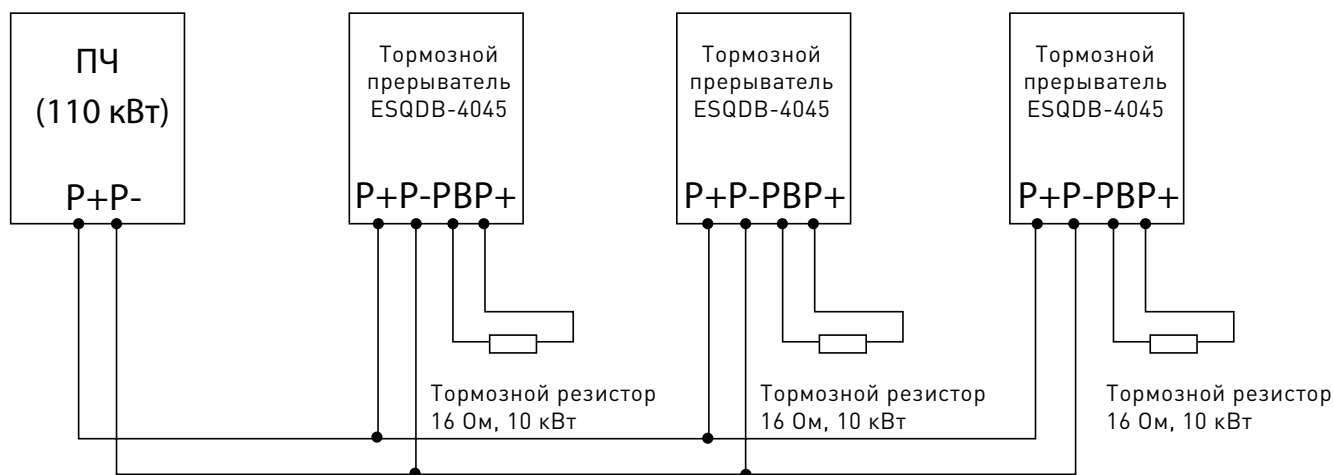 ПЧ
(110 кВт)
P+P-
Тормозной
прерыватель
ESQDB-4045
P+P-PBP+
Тормозной резистор
16 Ом, 10 кВт
Тормозной
прерыватель
ESQDB-4045
P+P-PBP+
Тормозной резистор
16 Ом, 10 кВт
Тормозной
прерыватель
ESQDB-4045
P+P-PBP+
Тормозной резистор
16 Ом, 10 кВт